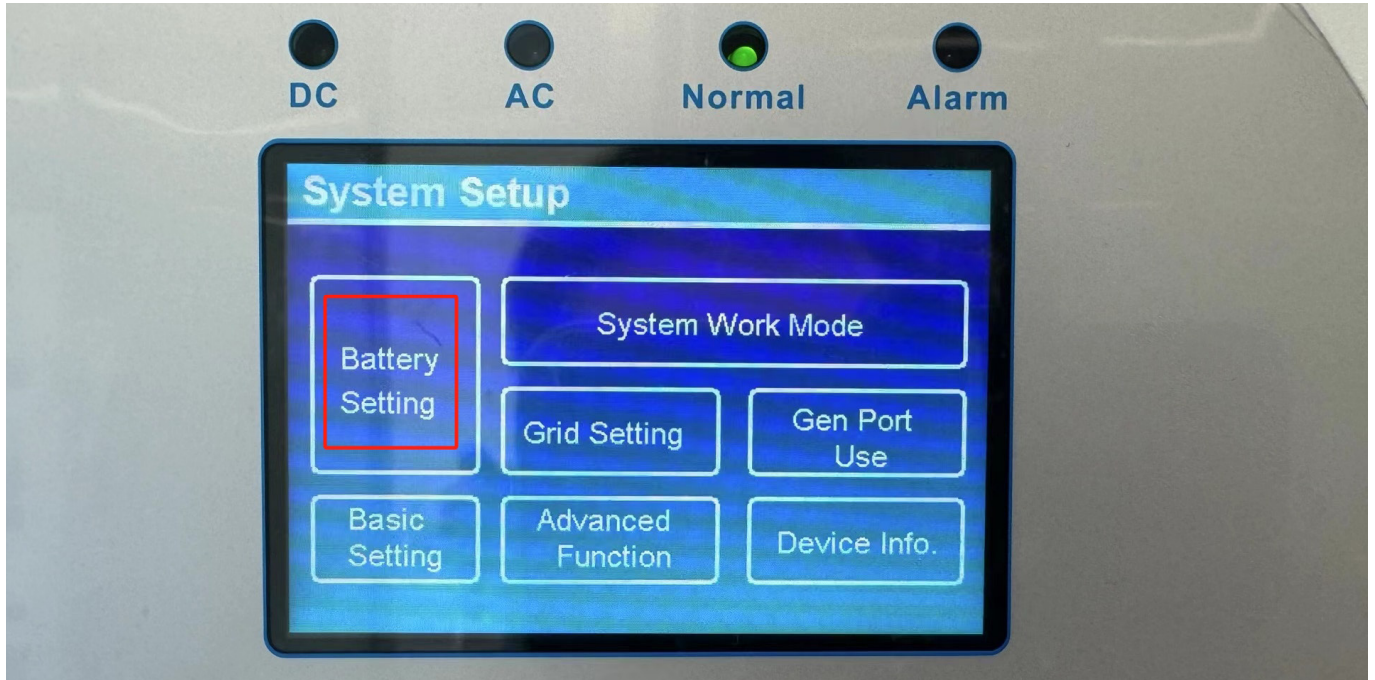 DC AC Normal Alarm
System Setup
Battery
Setting
System Work Mode
Grid Setting
Gen Port
Use
Basic
Setting
Advanced
Function
Device Info.